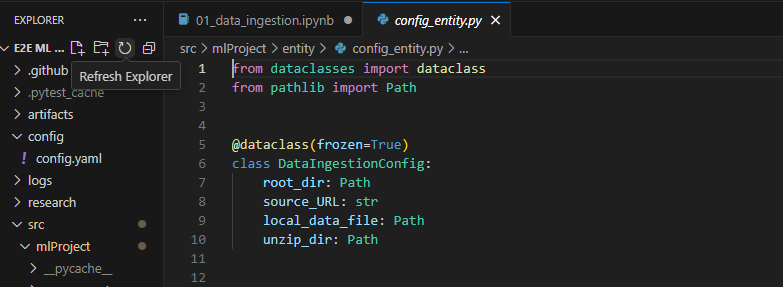 EXPLORER
E2E ML ...
Refresh Explorer
.github
.pytest_cache
artifacts
config
! config.yaml
logs
research
src
mlProject
__pycache__
01_data_ingestion.ipynb
config_entity.py
src > mlProject > entity > config_entity.py > ...
1 from dataclasses import dataclass
2 from pathlib import Path
3
4
5 @dataclass(frozen=True)
6 class DataIngestionConfig:
7     root_dir: Path
8     source_URL: str
9     local_data_file: Path
10     unzip_dir: Path
11
12